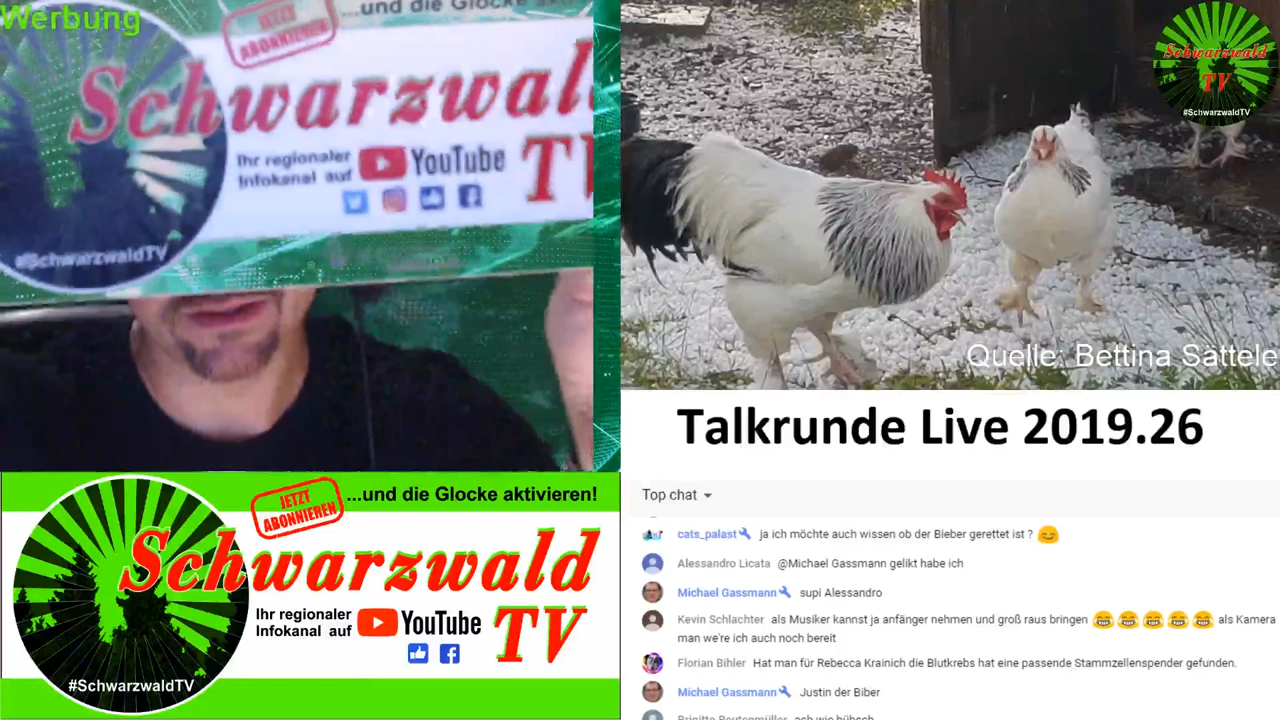 Werbung
JETZT
ABONNIEREN
...und die Glocke
Schwarzwal
TV
Ihr regionaler
Infokanal auf YouTube
#SchwarzwaldTV
Schwarzwald
TV
#SchwarzwaldTV
Quelle: Bettina Sättele
Talkrunde Live 2019.26
JETZT
ABONNIEREN
...und die Glocke aktivieren!
Schwarzwald
TV
Ihr regionaler
Infokanal auf YouTube
#SchwarzwaldTV
Top chat
cats_palast ja ich möchte auch wissen ob der Bieber gerettet ist ?
Alessandro Licata @Michael Gassmann gelikt habe ich
Michael Gassmann supi Alessandro
Kevin Schlachter als Musiker kannst ja anfänger nehmen und groß raus bringen 😂😂😂😂😂 als Kamera
man we're ich auch noch bereit
Florian Bihler Hat man für Rebecca Krainich die Blutkrebs hat eine passende Stammzellenspender gefunden.
Michael Gassmann Justin der Biber